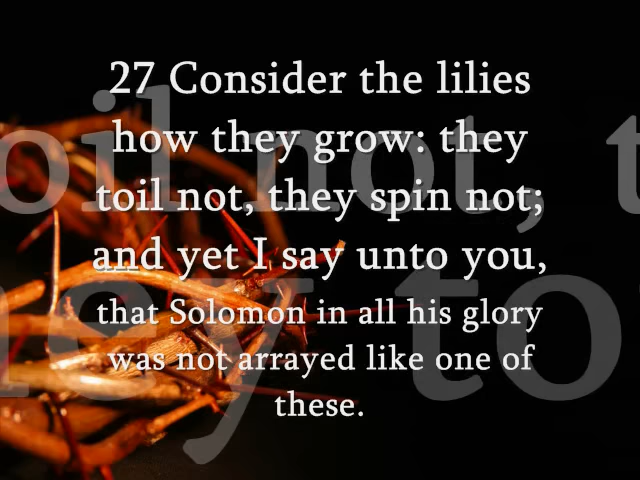 27 Consider the lilies
how they grow: they
toil not, they spin not;
and yet I say unto you,
that Solomon in all his glory
was not arrayed like one of
these.